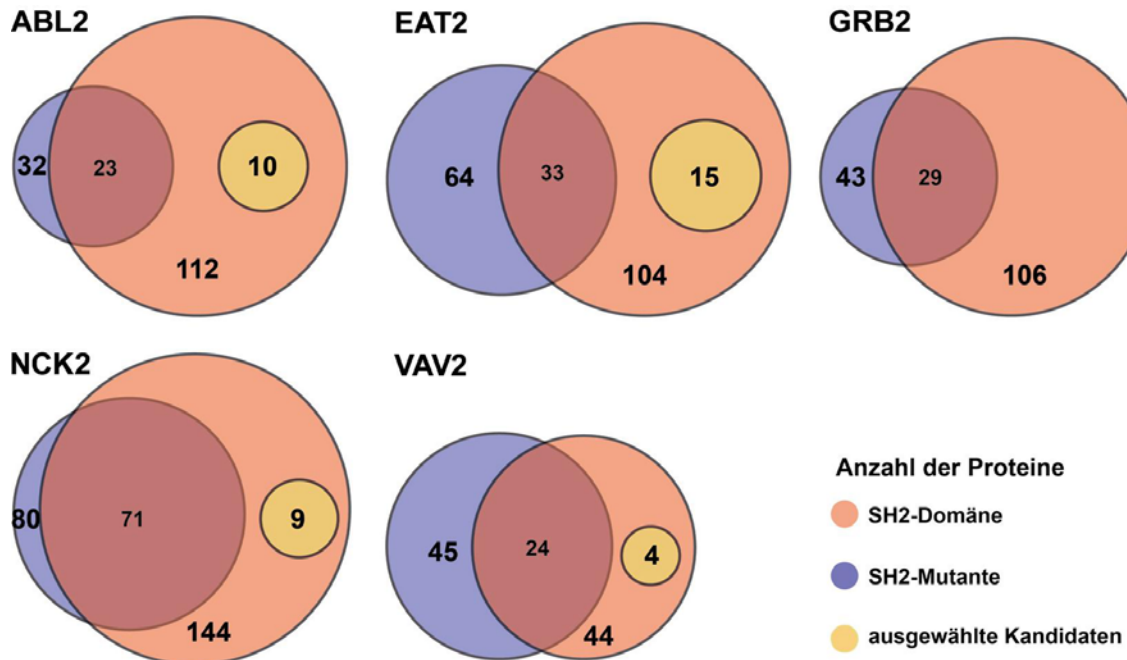 ABL2
32
23
10
112
EAT2
64
33
15
104
GRB2
43
29
106
NCK2
80
71
9
144
VAV2
45
24
4
44
Anzahl der Proteine
SH2-Domäne
SH2-Mutante
ausgewählte Kandidaten